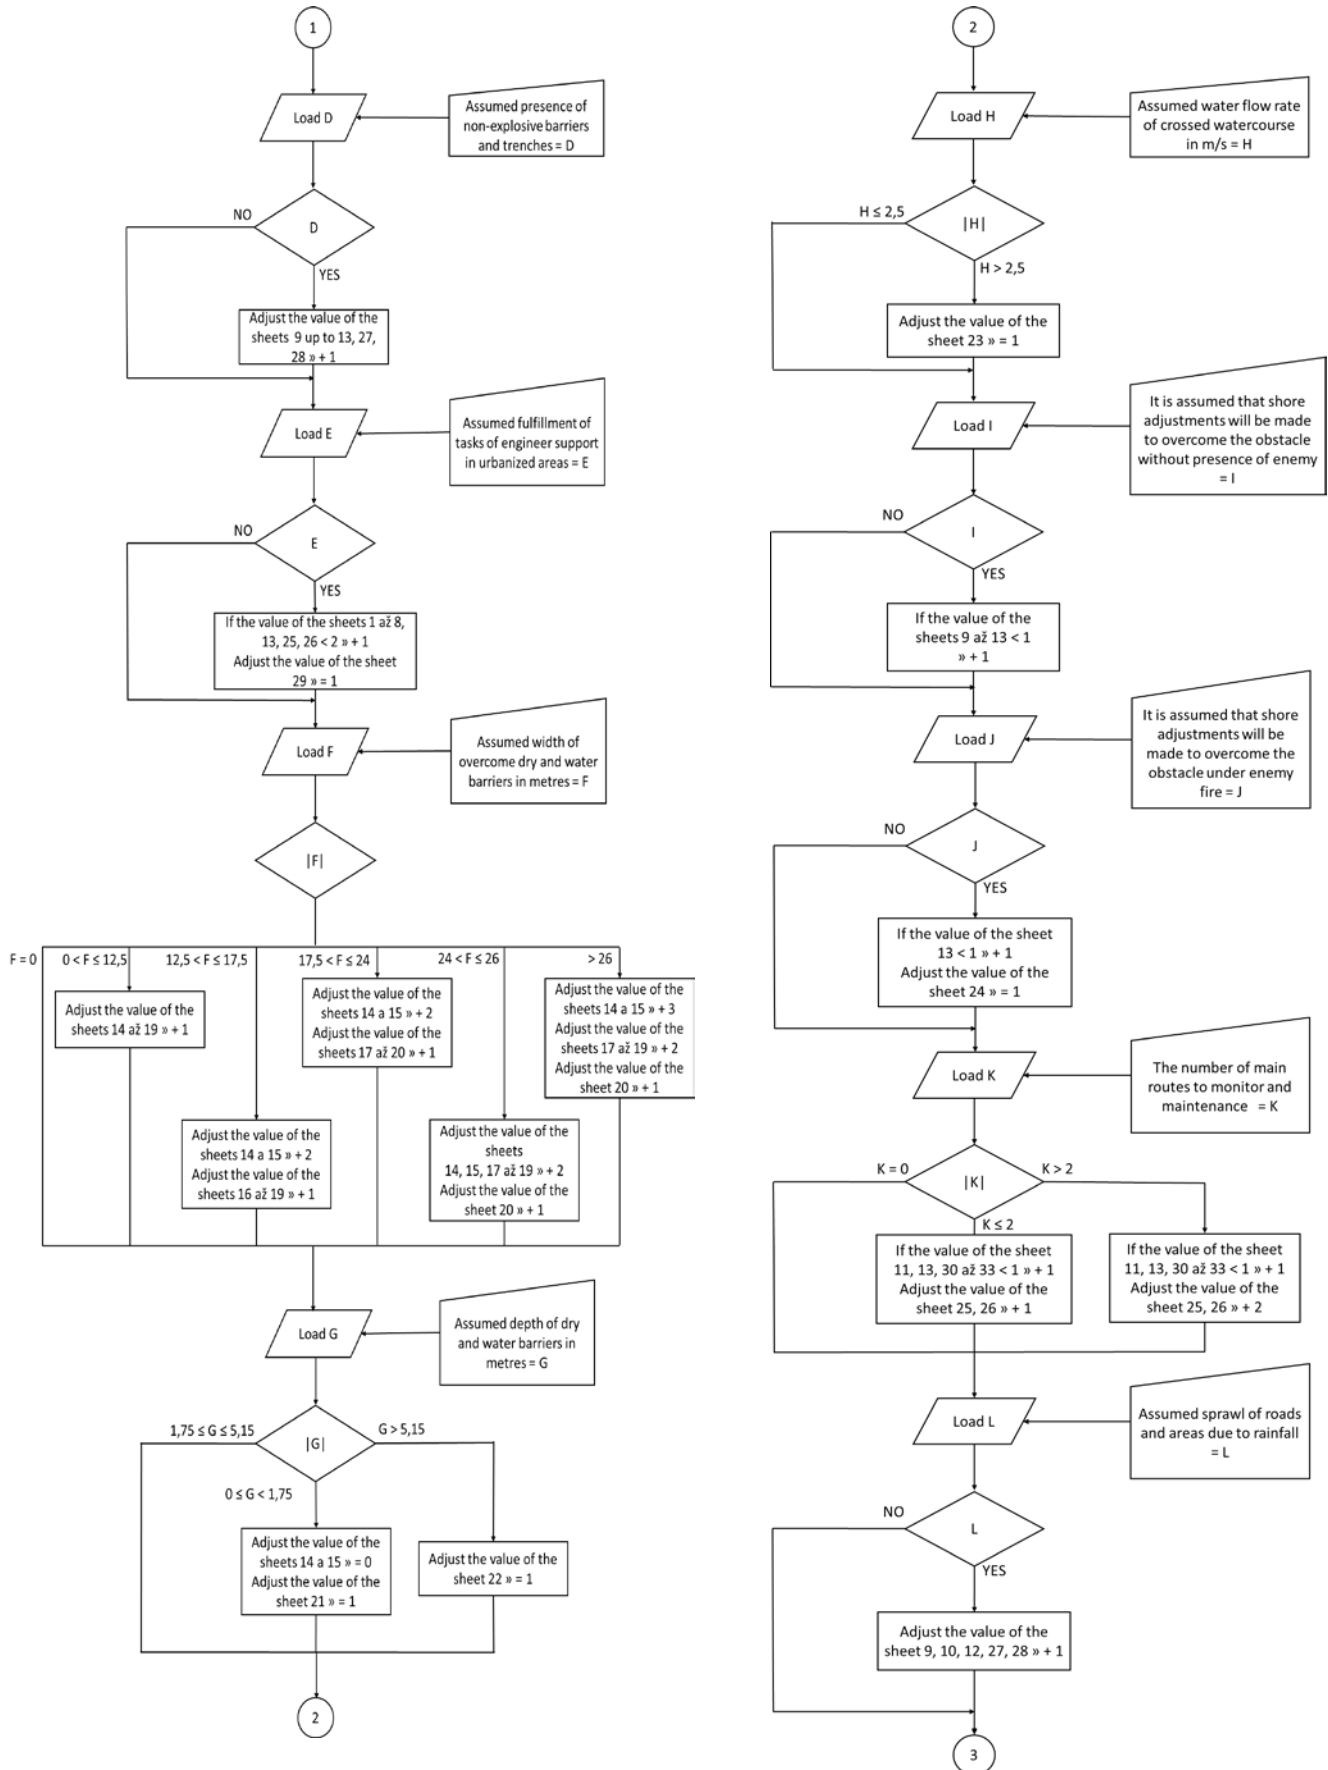 1
Load D
Assumed presence of
non-explosive barriers
and trenches = D
NO
D
YES
Adjust the value of the
sheets 9 up to 13, 27,
28 » + 1
Load E
Assumed fulfillment of
tasks of engineer support
in urbanized areas = E
NO
E
YES
If the value of the sheets 1 až 8,
13, 25, 26 < 2 » + 1
Adjust the value of the sheet
29 » = 1
Load F
Assumed width of
overcome dry and water
barriers in metres = F
|F|
F = 0
0 < F ≤ 12,5
12,5 < F ≤ 17,5
17,5 < F ≤ 24
24 < F ≤ 26
> 26
Adjust the value of the
sheets 14 až 19 » + 1
Adjust the value of the
sheets 14 a 15 » + 2
Adjust the value of the
sheets 16 až 19 » + 1
Adjust the value of the
sheets 14 a 15 » + 2
Adjust the value of the
sheets 17 až 20 » + 1
Adjust the value of the
sheets
14, 15, 17 až 19 » + 2
Adjust the value of the
sheet 20 » + 1
Adjust the value of the
sheets 14 a 15 » + 3
Adjust the value of the
sheets 17 až 19 » + 2
Adjust the value of the
sheet 20 » + 1
Load G
Assumed depth of dry
and water barriers in
metres = G
1,75 ≤ G ≤ 5,15
|G|
G > 5,15
0 ≤ G < 1,75
Adjust the value of the
sheets 14 a 15 » = 0
Adjust the value of the
sheet 21 » = 1
Adjust the value of the
sheet 22 » = 1
2
2
Load H
Assumed water flow rate
of crossed watercourse
in m/s = H
H ≤ 2,5
|H|
H > 2,5
Adjust the value of the
sheet 23 » = 1
Load I
It is assumed that shore
adjustments will be made
to overcome the obstacle
without presence of enemy
= I
NO
I
YES
If the value of the
sheets 9 až 13 < 1
» + 1
Load J
It is assumed that shore
adjustments will be
made to overcome the
obstacle under enemy
fire = J
NO
J
YES
If the value of the sheet
13 < 1 » + 1
Adjust the value of the
sheet 24 » = 1
Load K
The number of main
routes to monitor and
maintenance = K
K = 0
|K|
K > 2
K ≤ 2
If the value of the sheet
11, 13, 30 až 33 < 1 » + 1
Adjust the value of the
sheet 25, 26 » + 1
If the value of the sheet
11, 13, 30 až 33 < 1 » + 1
Adjust the value of the
sheet 25, 26 » + 2
Load L
Assumed sprawl of roads
and areas due to rainfall
= L
NO
L
YES
Adjust the value of the
sheet 9, 10, 12, 27, 28 » + 1
3